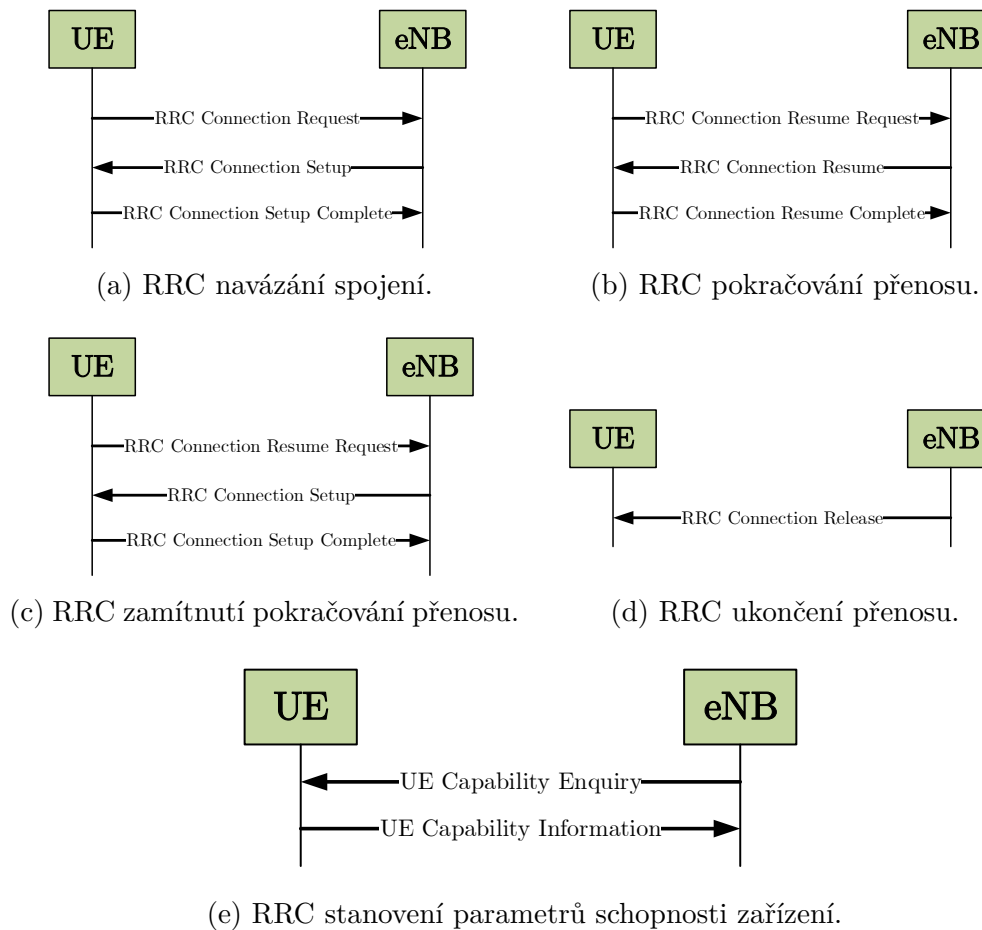 UE
eNB
RRC Connection Request
RRC Connection Setup
RRC Connection Setup Complete
(a) RRC navázání spojení.
UE
eNB
RRC Connection Resume Request
RRC Connection Resume
RRC Connection Resume Complete
(b) RRC pokračování přenosu.
UE
eNB
RRC Connection Resume Request
RRC Connection Setup
RRC Connection Setup Complete
(c) RRC zamítnutí pokračování přenosu.
UE
eNB
RRC Connection Release
(d) RRC ukončení přenosu.
UE
eNB
UE Capability Enquiry
UE Capability Information
(e) RRC stanovení parametrů schopnosti zařízení.